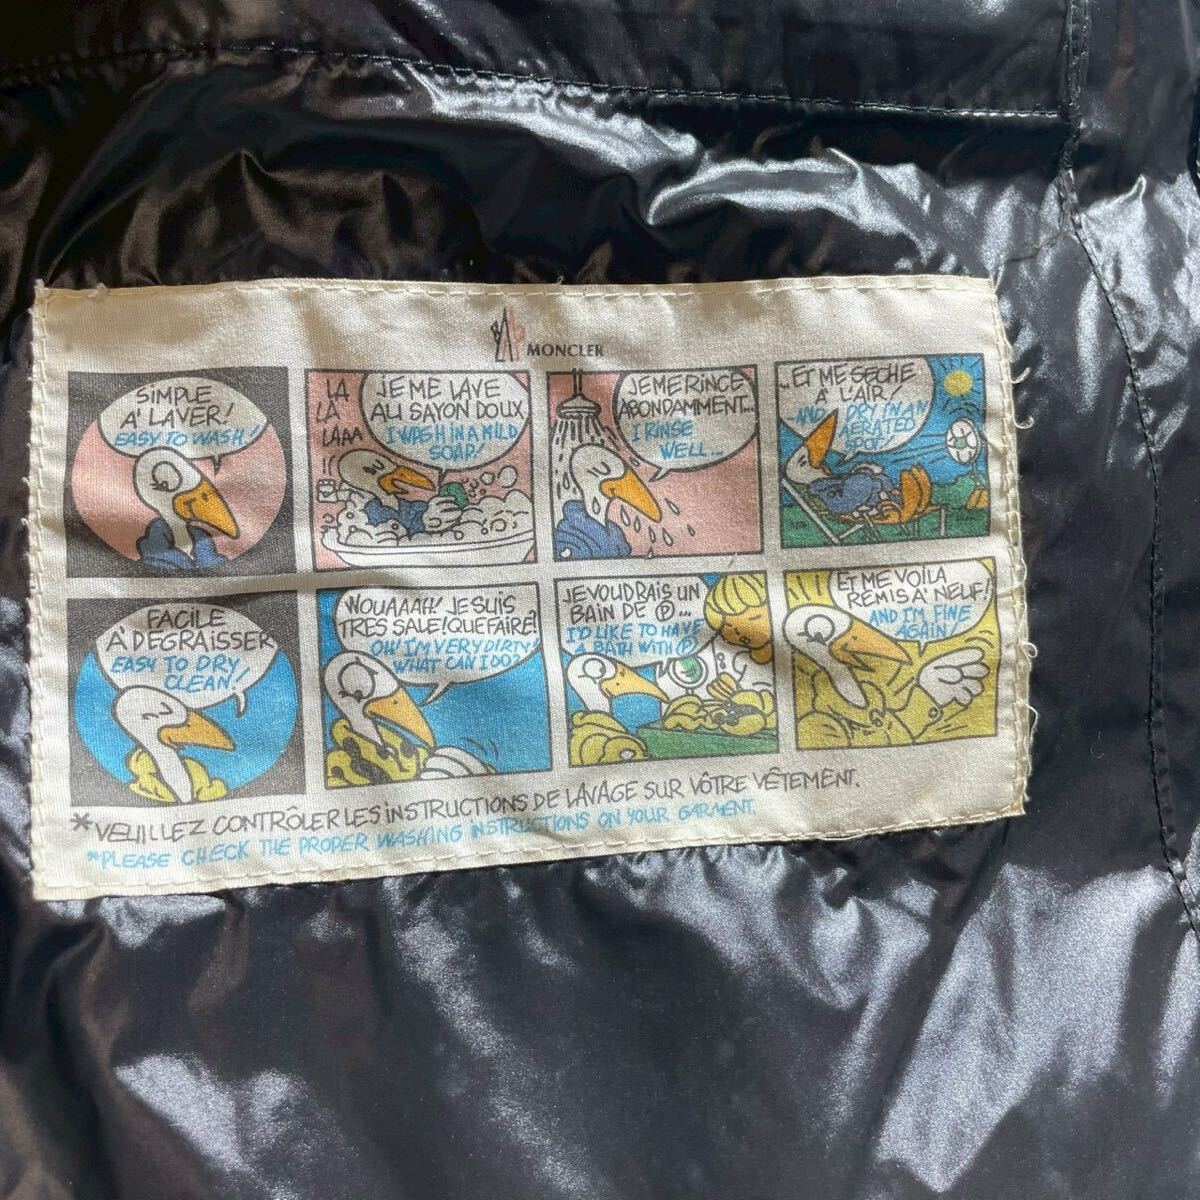 MONCLER
SIMPLE
A' LAVER!
EASY TO WASH!
LA
LA
LAAA
JE ME LAVE
AU SAYON DOUX
I WASH IN A MILD
SOAP!
JE ME RINCE
ABONDAMMENT...
I RINSE
WELL...
...ET ME SECHE
A' L'AIR!
AND DRY IN AN
AERATED
SPOT!
FACILE
A' DEGRAISSER
EASY TO DRY
CLEAN!
WOUAAAH! JE SUIS
TRES SALE! QUE FAIRE?
OH! I'M VERY DIRTY
WHAT CAN I DO?
JE VOUDRAIS UN
BAIN DE Ⓟ...
I'D LIKE TO HAVE
A BATH WITH Ⓟ
ET ME VOILA
REMIS A' NEUF!
AND I'M FINE
AGAIN!
*VEUILLEZ CONTRÔLER LES INSTRUCTIONS DE LAVAGE SUR VÔTRE VÊTEMENT.
*PLEASE CHECK THE PROPER WASHING INSTRUCTIONS ON YOUR GARMENT.